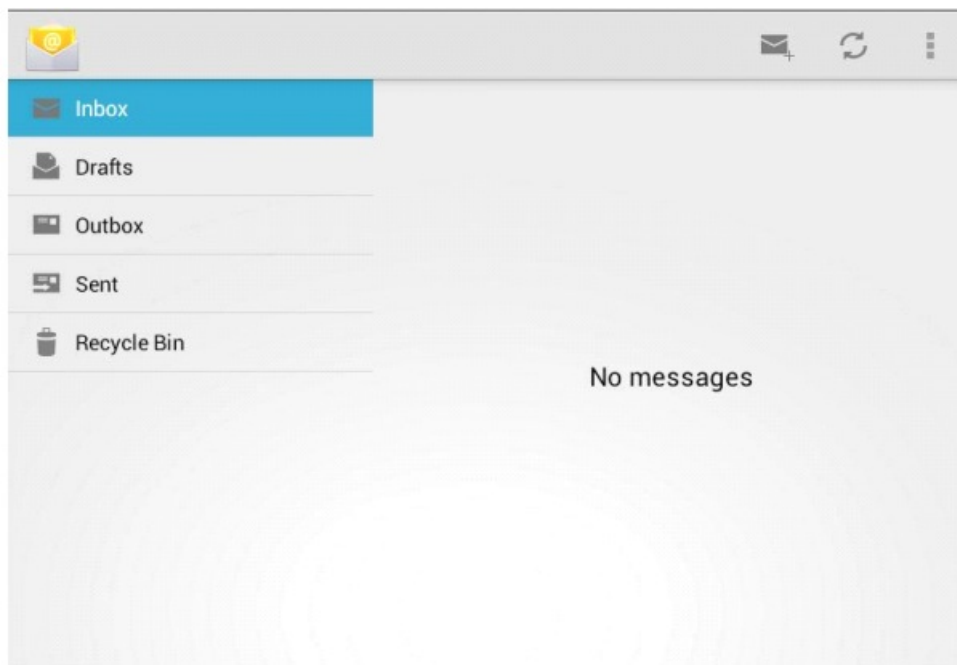 Inbox
Drafts
Outbox
Sent
Recycle Bin
No messages